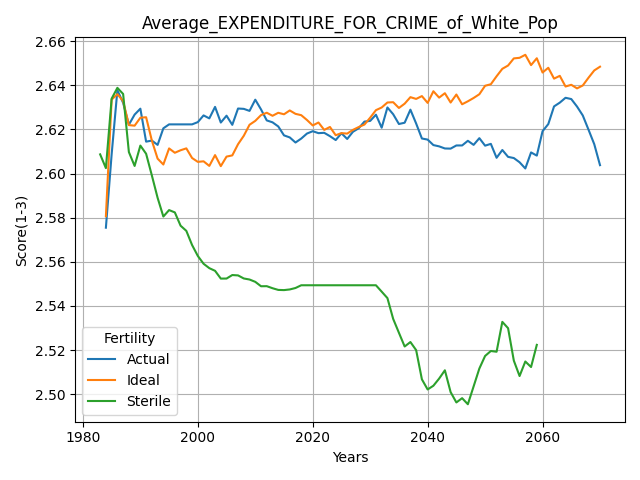 Average_EXPENDITURE_FOR_CRIME_of_White_Pop
2.66
2.64
2.62
2.60
2.58
2.56
2.54
2.52
2.50
Score(1-3)
Fertility
Actual
Ideal
Sterile
1980 2000 2020 2040 2060
Years